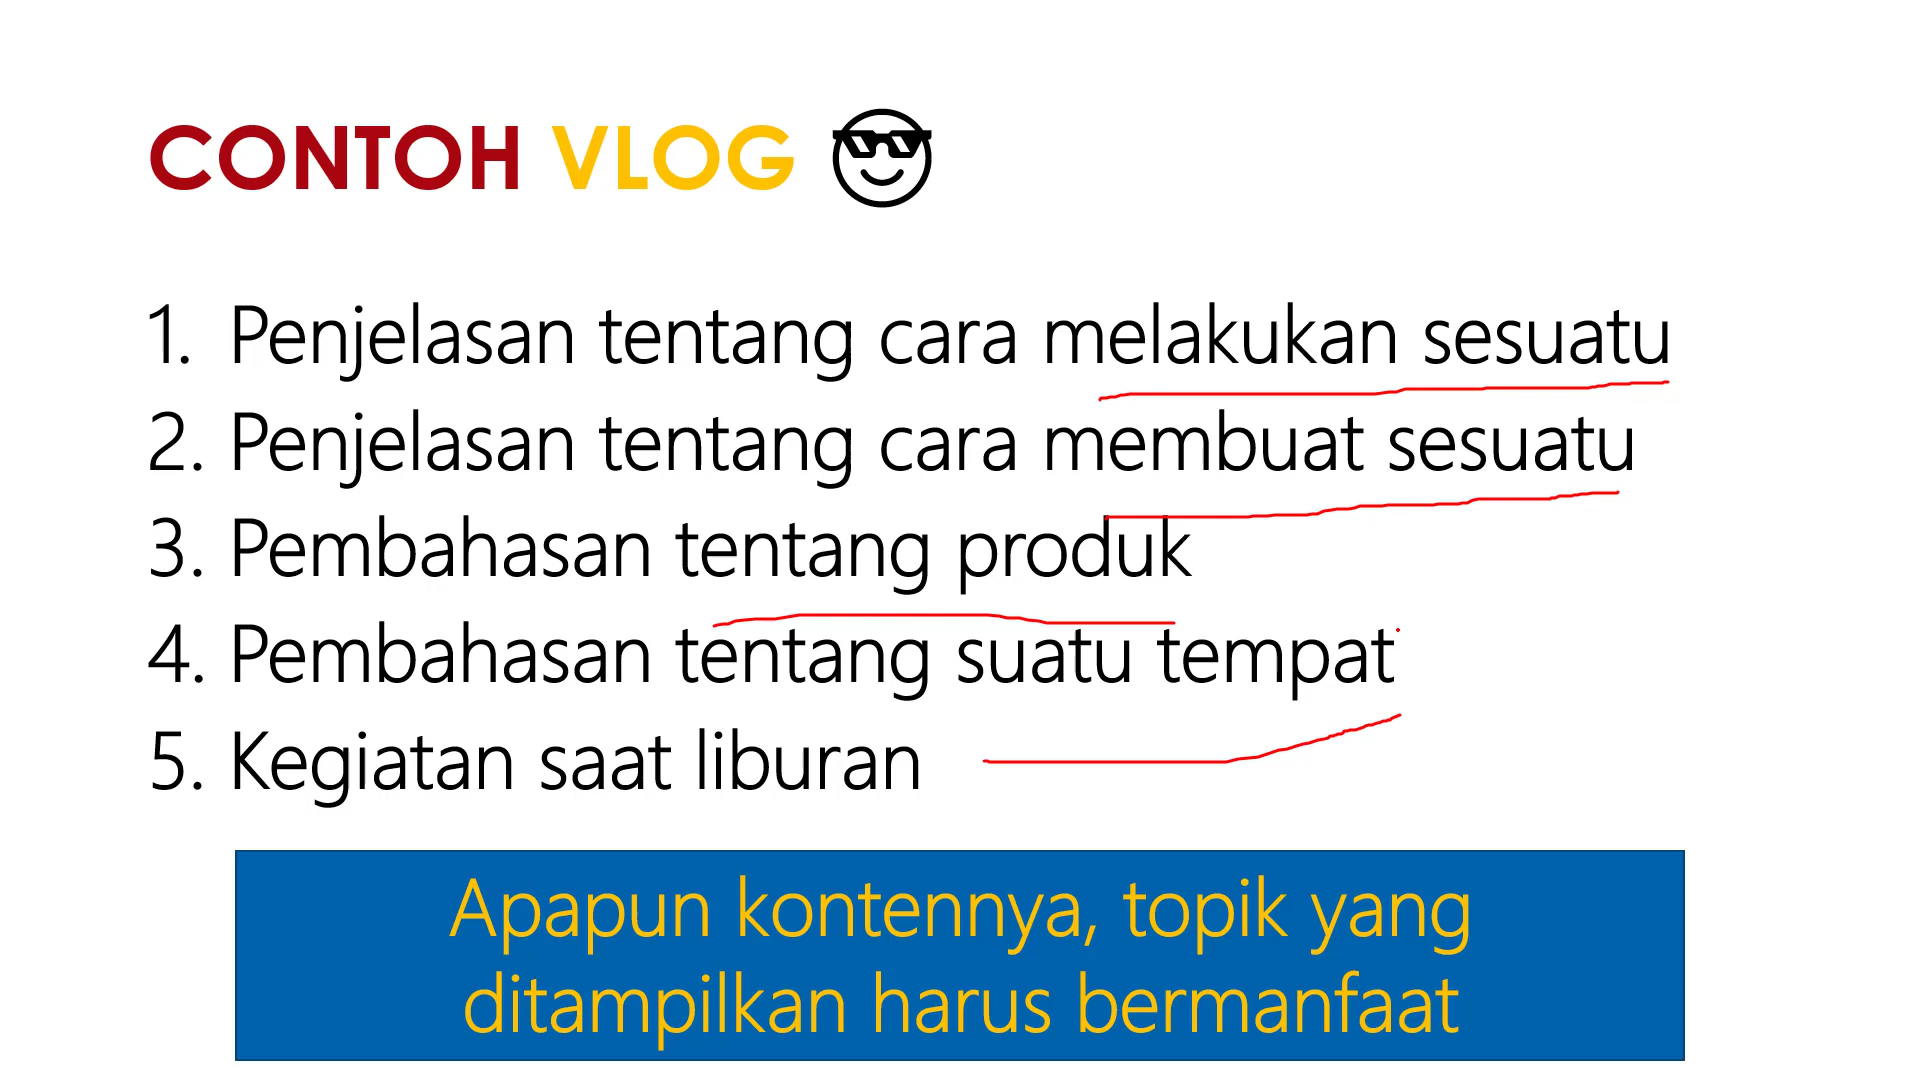 CONTOH VLOG
1. Penjelasan tentang cara melakukan sesuatu
2. Penjelasan tentang cara membuat sesuatu
3. Pembahasan tentang produk
4. Pembahasan tentang suatu tempat
5. Kegiatan saat liburan
Apapun kontennya, topik yang
ditampilkan harus bermanfaat